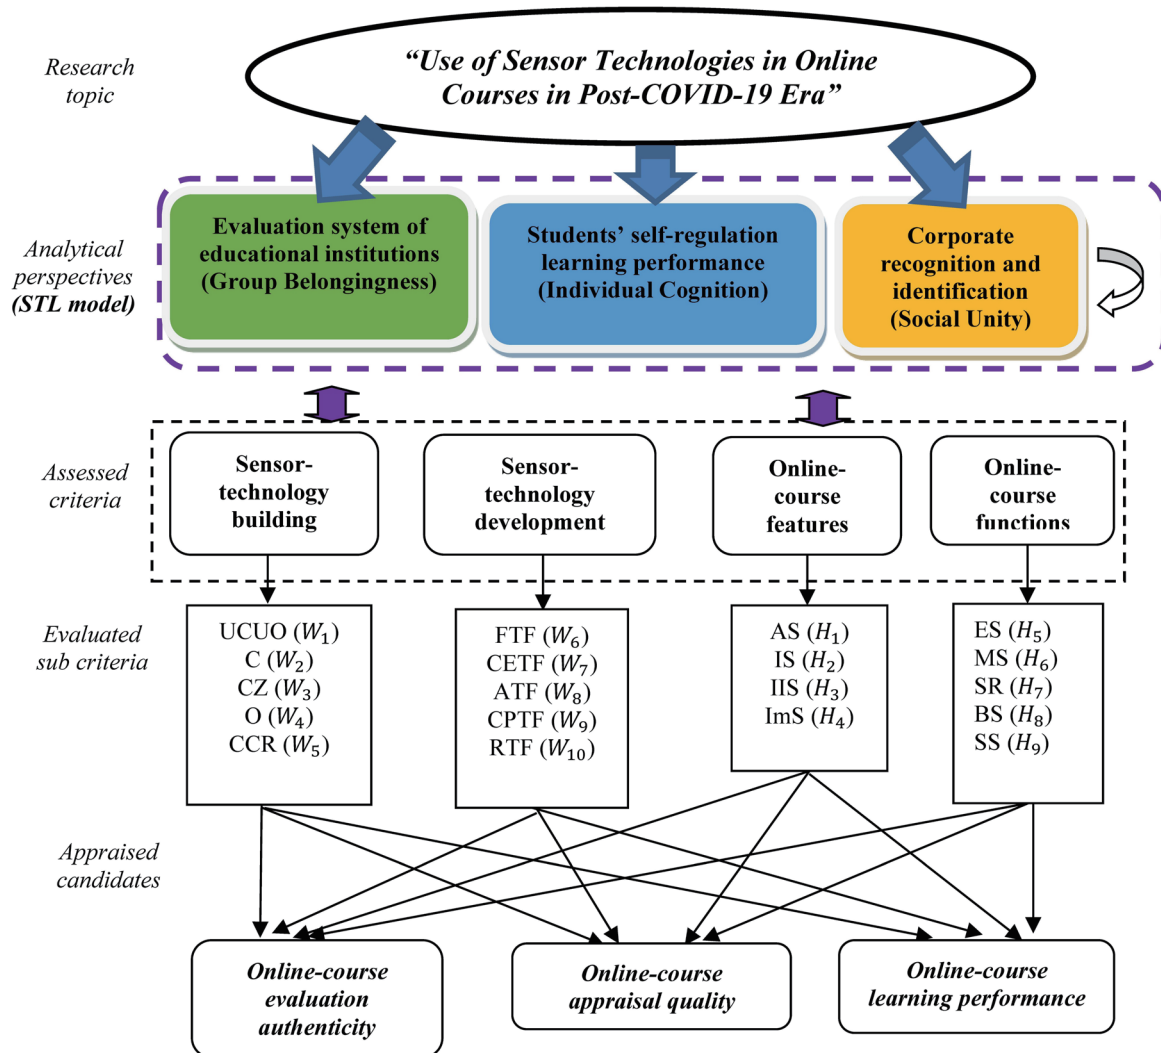 Research
topic
“Use of Sensor Technologies in Online
Courses in Post-COVID-19 Era”
Analytical
perspectives
(STL model)
Evaluation system of
educational institutions
(Group Belongingness)
Students’ self-regulation
learning performance
(Individual Cognition)
Corporate
recognition and
identification
(Social Unity)
Assessed
criteria
Sensor-
technology
building
Sensor-
technology
development
Online-
course
features
Online-
course
functions
Evaluated
sub criteria
UCUO (W₁)
C (W₂)
CZ (W₃)
O (W₄)
CCR (W₅)
FTF (W₆)
CETF (W₇)
ATF (W₈)
CPTF (W₉)
RTF (W₁₀)
AS (H₁)
IS (H₂)
IIS (H₃)
ImS (H₄)
ES (H₅)
MS (H₆)
SR (H₇)
BS (H₈)
SS (H₉)
Appraised
candidates
Online-course
evaluation
authenticity
Online-course
appraisal quality
Online-course
learning performance